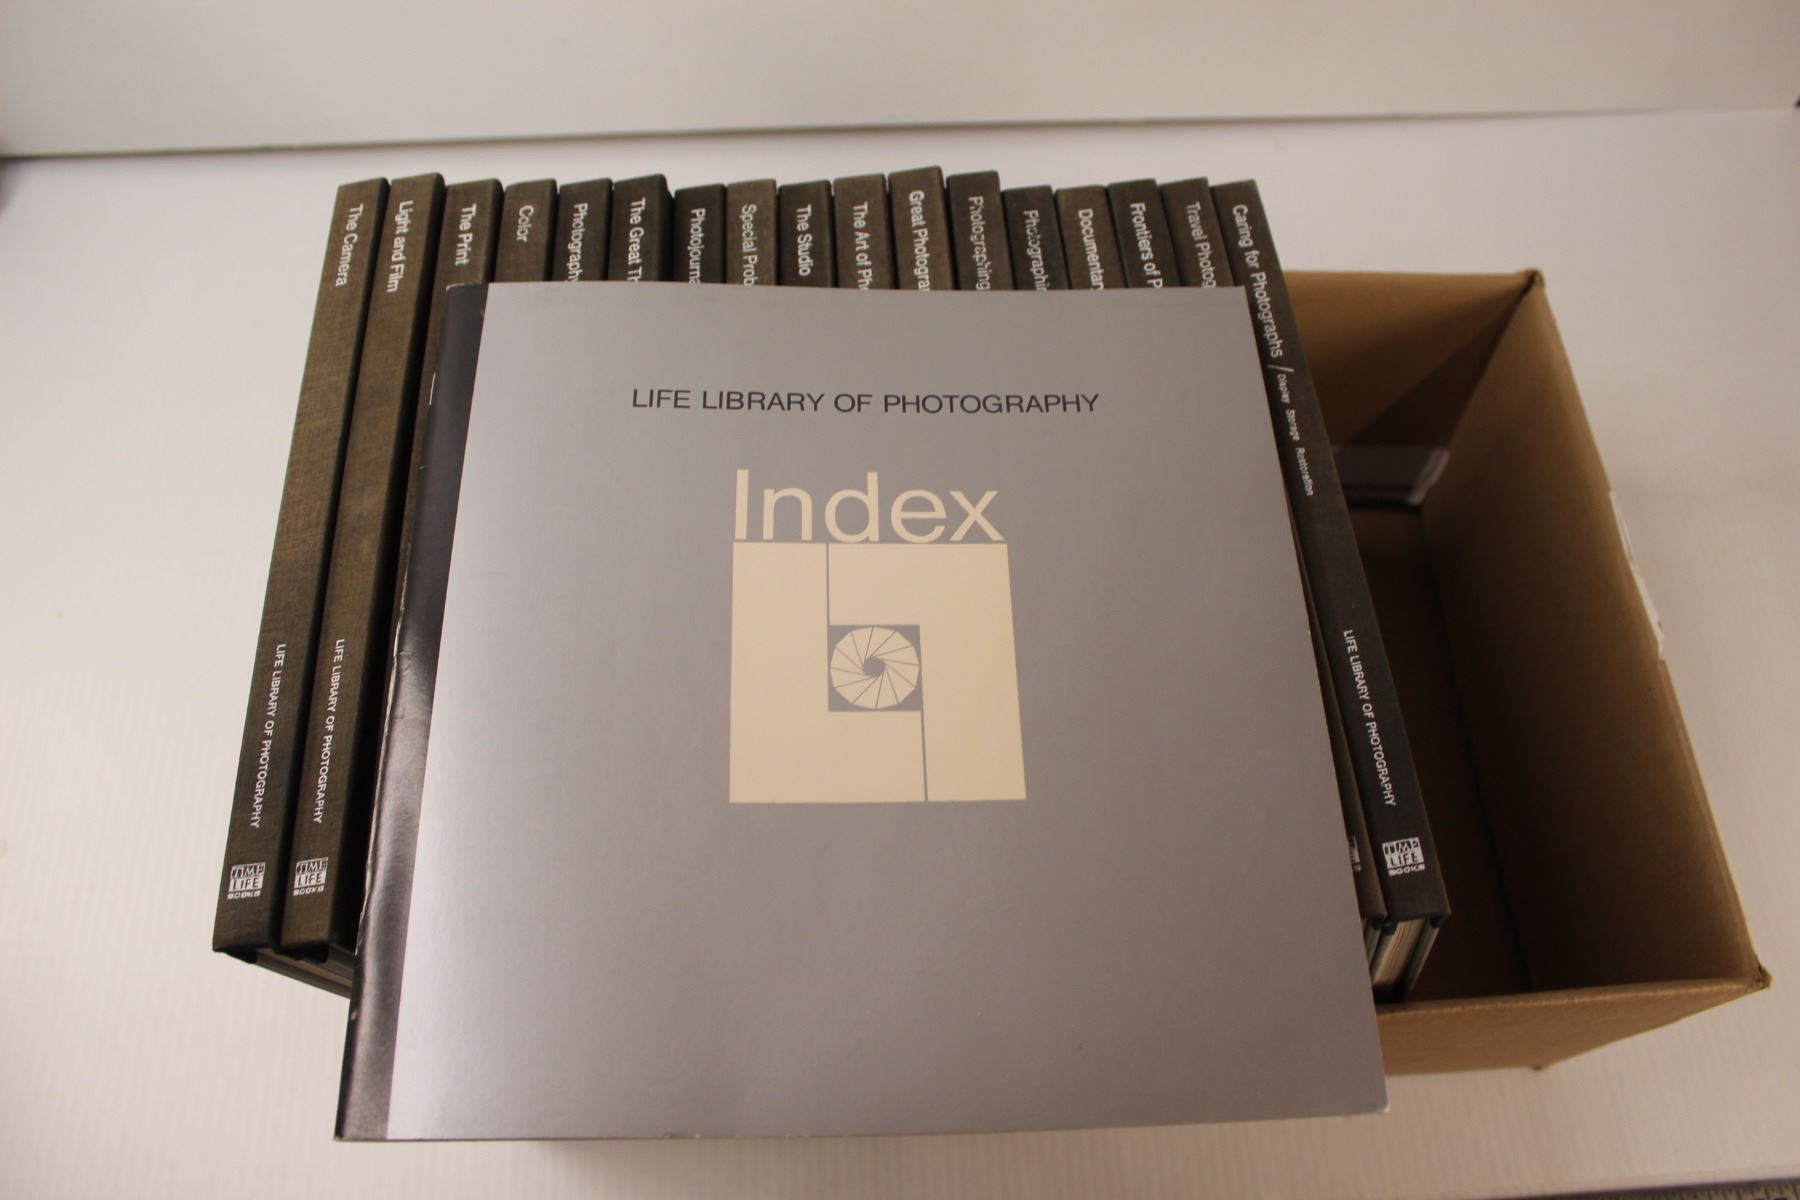 The Camera
Light and Film
The Print
Color
Photography
The Great Th
Photojourna
Special Prob
The Studio
The Art of Pho
Great Photograp
Photographing
Photographin
Documentar
Frontiers of P
Travel Photog
Caring for Photographs / Display Storage Restoration
LIFE LIBRARY OF PHOTOGRAPHY
Index
LIFE LIBRARY OF PHOTOGRAPHY
LIFE LIBRARY OF PHOTOGRAPHY
LIFE LIBRARY OF PHOTOGRAPHY
TIME
LIFE
BOOKS
TIME
LIFE
BOOKS
TIME
LIFE
BOOKS